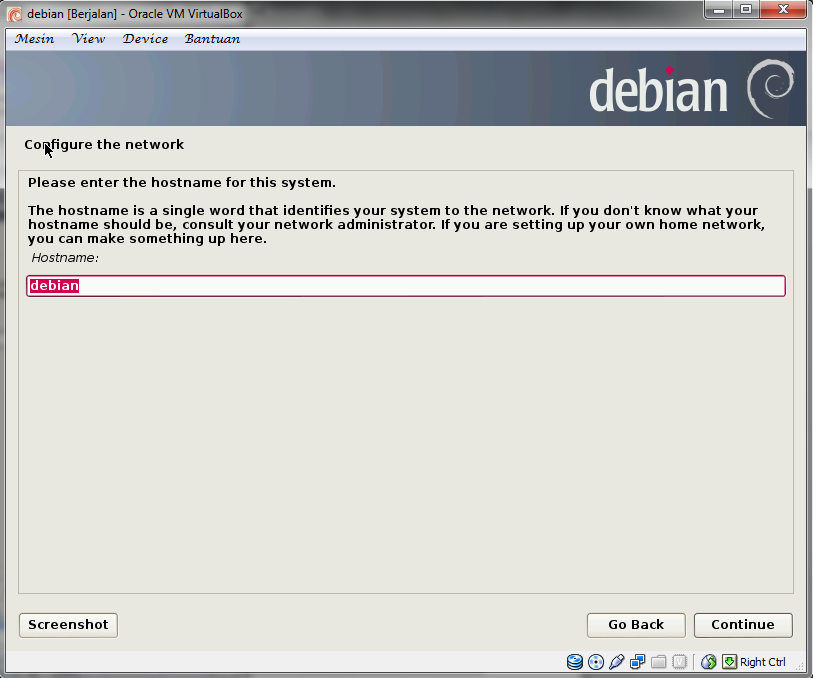 debian [Berjalan] - Oracle VM VirtualBox
Mesin View Device Bantuan
debian
Configure the network
Please enter the hostname for this system.
The hostname is a single word that identifies your system to the network. If you don't know what your
hostname should be, consult your network administrator. If you are setting up your own home network,
you can make something up here.
Hostname:
debian
Screenshot Go Back Continue
Right Ctrl